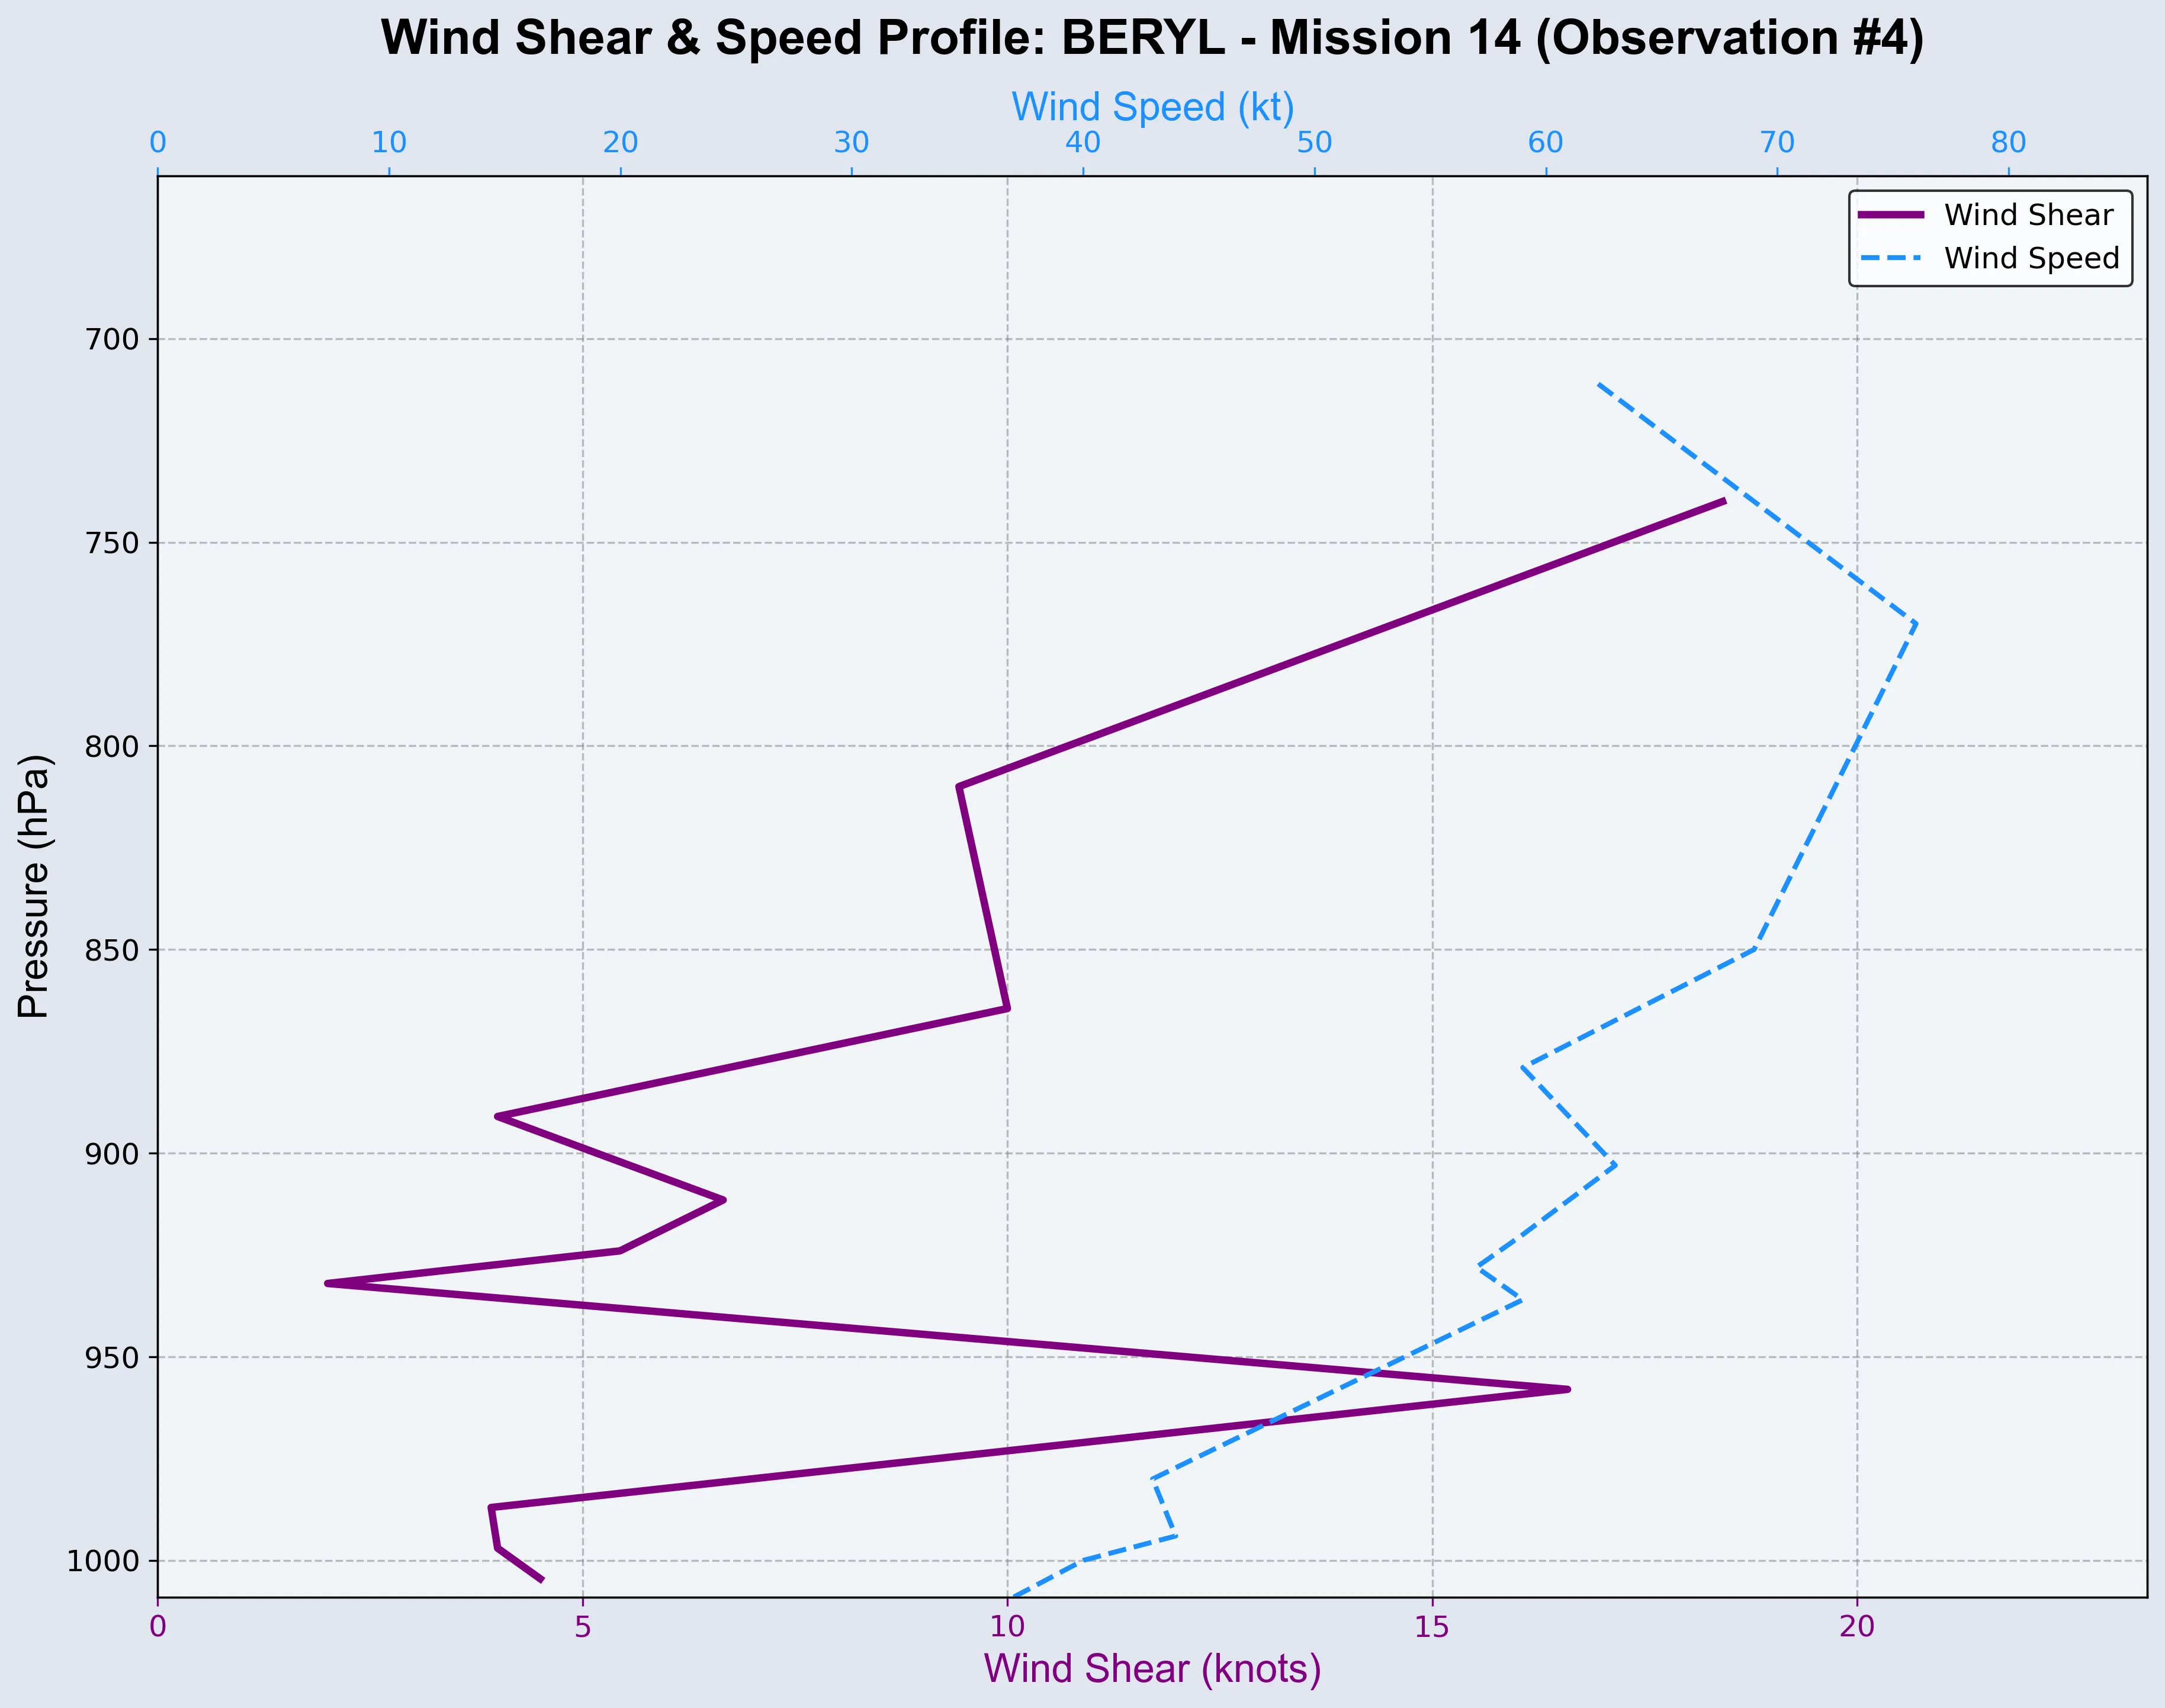 Wind Shear & Speed Profile: BERYL - Mission 14 (Observation #4)
Wind Speed (kt)
0 10 20 30 40 50 60 70 80
Wind Shear
Wind Speed
700
750
800
850
900
950
1000
Pressure (hPa)
0 5 10 15 20
Wind Shear (knots)